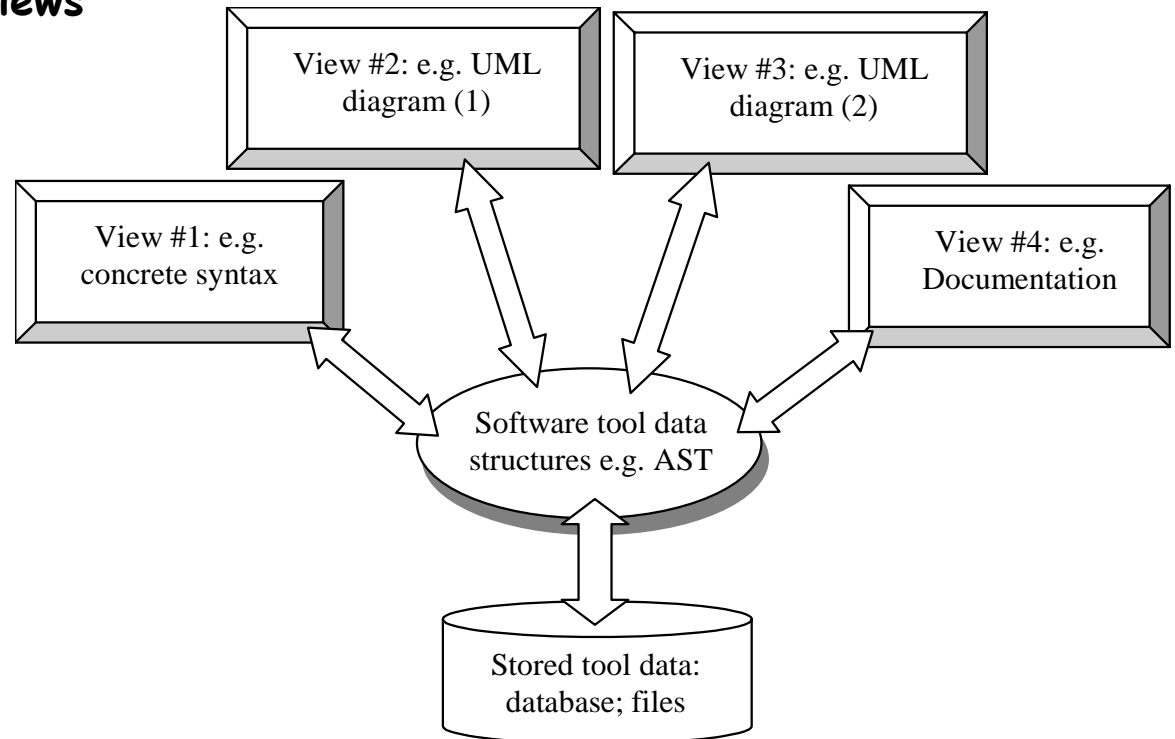 View #2: e.g. UML
diagram (1)
View #3: e.g. UML
diagram (2)
View #1: e.g.
concrete syntax
View #4: e.g.
Documentation
Software tool data
structures e.g. AST
Stored tool data:
database; files